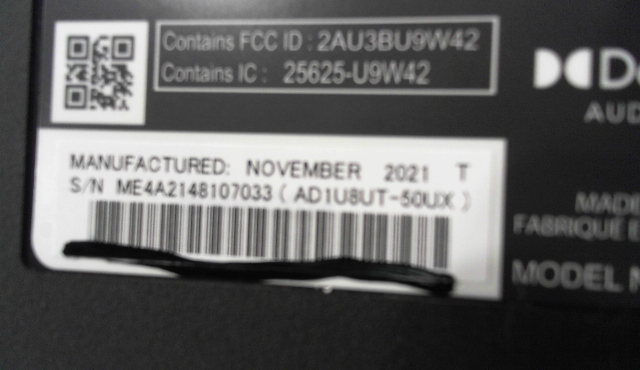 Contains FCC ID : 2AU3BU9W42
Contains IC : 25625-U9W42
AUD
MANUFACTURED: NOVEMBER 2021 T
S/N ME4A2148107033 ( AD1U8UT-50UX )
MADE
FABRIQUE E
MODEL N